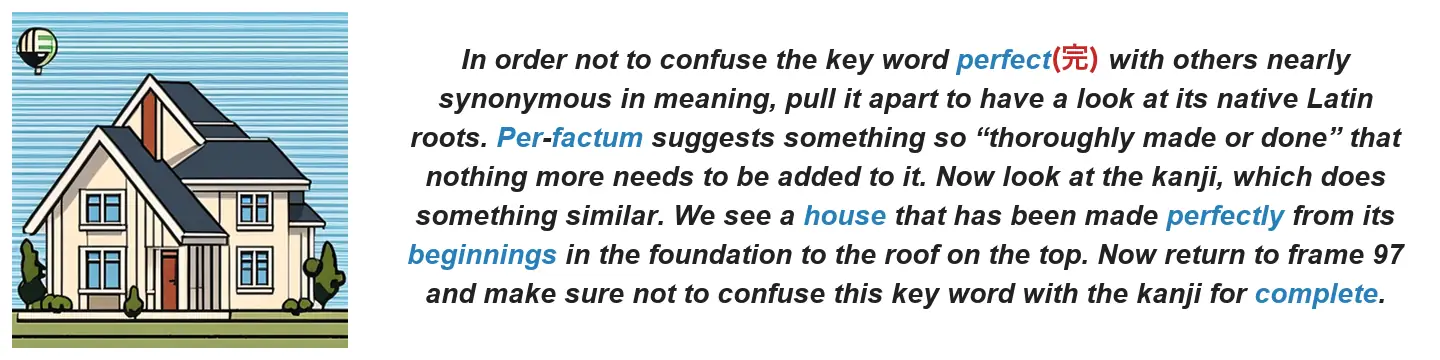 In order not to confuse the key word perfect(完) with others nearly
synonymous in meaning, pull it apart to have a look at its native Latin
roots. Per-factum suggests something so “thoroughly made or done” that
nothing more needs to be added to it. Now look at the kanji, which does
something similar. We see a house that has been made perfectly from its
beginnings in the foundation to the roof on the top. Now return to frame 97
and make sure not to confuse this key word with the kanji for complete.